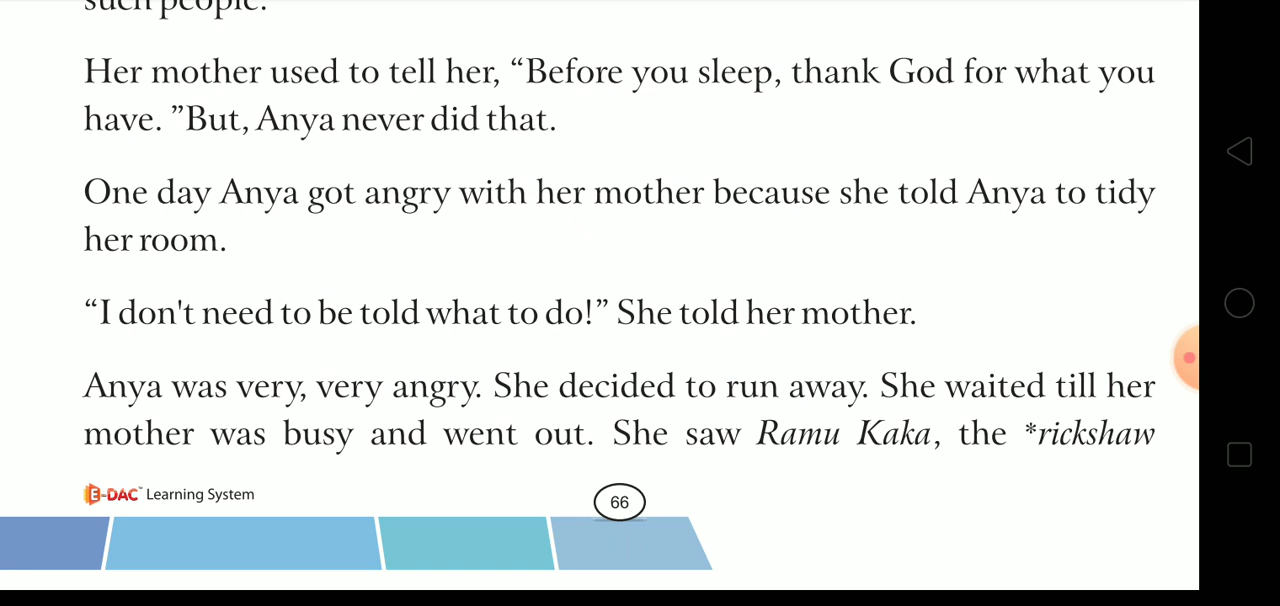 such people.
Her mother used to tell her, “Before you sleep, thank God for what you
have. ”But, Anya never did that.
One day Anya got angry with her mother because she told Anya to tidy
her room.
“I don't need to be told what to do!” She told her mother.
Anya was very, very angry. She decided to run away. She waited till her
mother was busy and went out. She saw Ramu Kaka, the *rickshaw
E-DAC™ Learning System
66